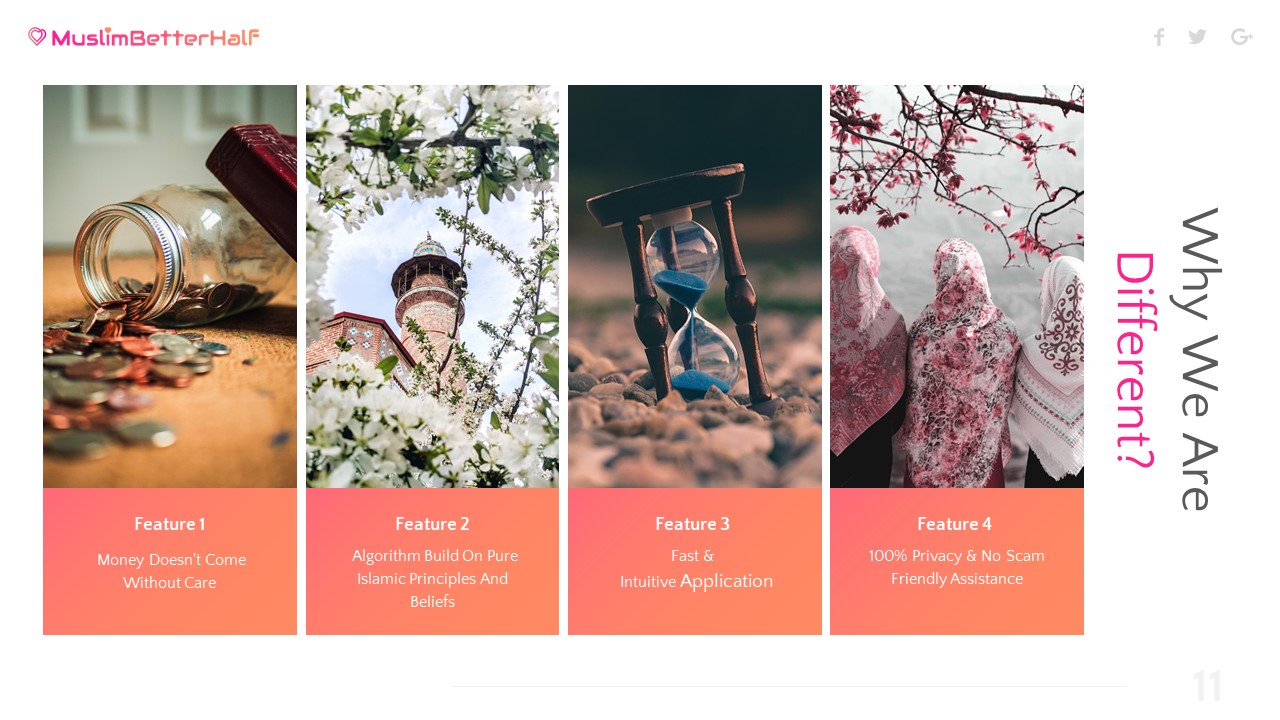 MuslimBetterHalf
Why We Are
Different?
Feature 1
Money Doesn't Come
Without Care
Feature 2
Algorithm Build On Pure
Islamic Principles And
Beliefs
Feature 3
Fast &
Intuitive Application
Feature 4
100% Privacy & No Scam
Friendly Assistance
11